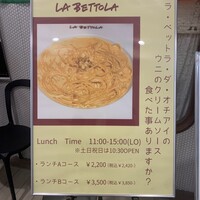 LA BETTOLA
ラ・ベットラ・ダ・オチアイの
ウニのクリームソース
食べた事ありますか？
Lunch Time 11:00-15:00(LO)
※土日祝日は10:30OPEN
・ランチAコース ￥2,200
・ランチBコース ￥3,500